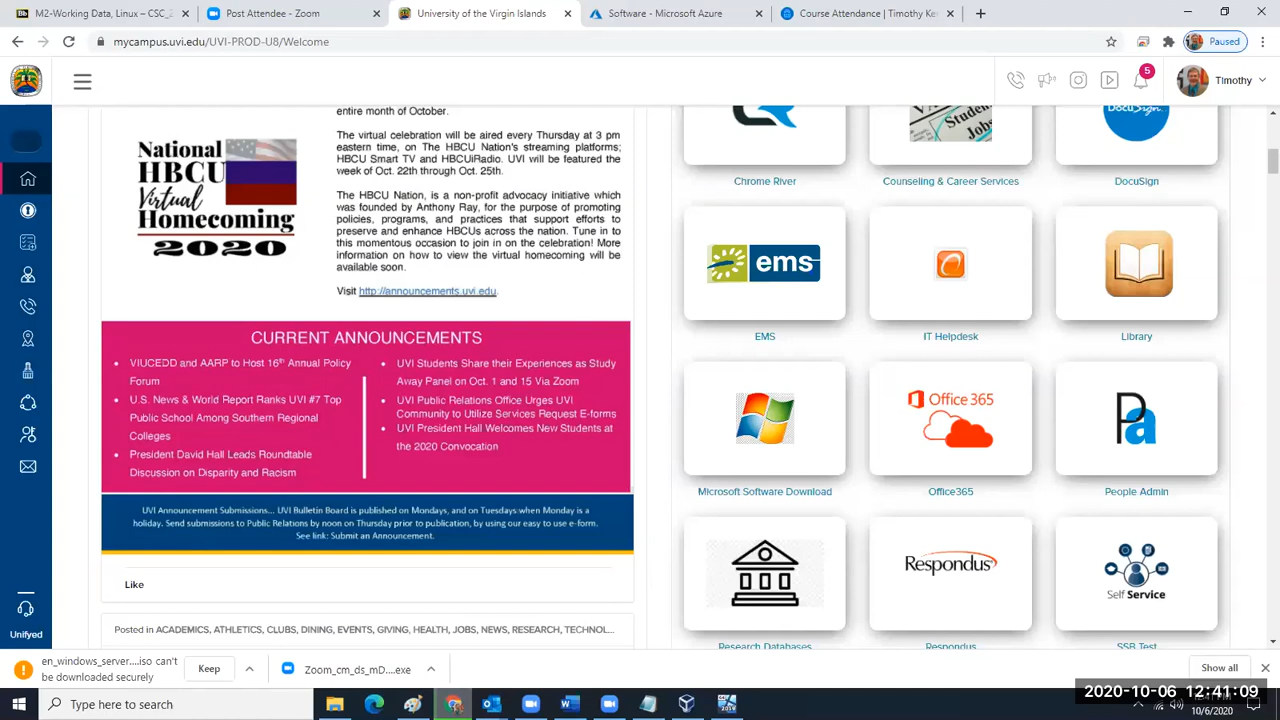 M2-Working Data - Linux - CSC_2
University of the Virgin Islands
Software - Microsoft Azure
Course Attendance | Timothy Ke
mycampus.uvi.edu/UVI-PROD-U8/Welcome
Paused
5
Timothy
entire month of October.
The virtual celebration will be aired every Thursday at 3 pm
eastern time, on The HBCU Nation's streaming platforms;
HBCU Smart TV and HBCUiRadio. UVI will be featured the
week of Oct. 22th through Oct. 25th.
National
HBCU
Virtual
Homecoming
2020
The HBCU Nation, is a non-profit advocacy initiative which
was founded by Anthony Ray, for the purpose of promoting
policies, programs, and practices that support efforts to
preserve and enhance HBCUs across the nation. Tune in to
this momentous occasion to join in on the celebration! More
information on how to view the virtual homecoming will be
available soon.
Visit http://announcements.uvi.edu.
CURRENT ANNOUNCEMENTS
• VIUCEDD and AARP to Host 16th Annual Policy
Forum
• U.S. News & World Report Ranks UVI #7 Top
Public School Among Southern Regional
Colleges
• President David Hall Leads Roundtable
Discussion on Disparity and Racism
• UVI Students Share their Experiences as Study
Away Panel on Oct. 1 and 15 Via Zoom
• UVI Public Relations Office Urges UVI
Community to Utilize Services Request E-forms
• UVI President Hall Welcomes New Students at
the 2020 Convocation
UVI Announcement Submissions... UVI Bulletin Board is published on Mondays, and on Tuesdays when Monday is a
holiday. Send submissions to Public Relations by noon on Thursday prior to publication, by using our easy to use e-form.
See link: Submit an Announcement.
Like
Posted in ACADEMICS, ATHLETICS, CLUBS, DINING, EVENTS, GIVING, HEALTH, JOBS, NEWS, RESEARCH, TECHNOL...
Student
Jobs
DocuSign
Chrome River
Counseling & Career Services
DocuSign
ems
EMS
IT Helpdesk
Library
Office 365
Pa
Microsoft Software Download
Office365
People Admin
Respondus
Self Service
Research Databases
Respondus
SSB Test
Unifyed
en_windows_server....iso can't
be downloaded securely
Keep
Zoom_cm_ds_mD....exe
Show all
Type here to search
2020-10-06 12:41:09
10/6/2020